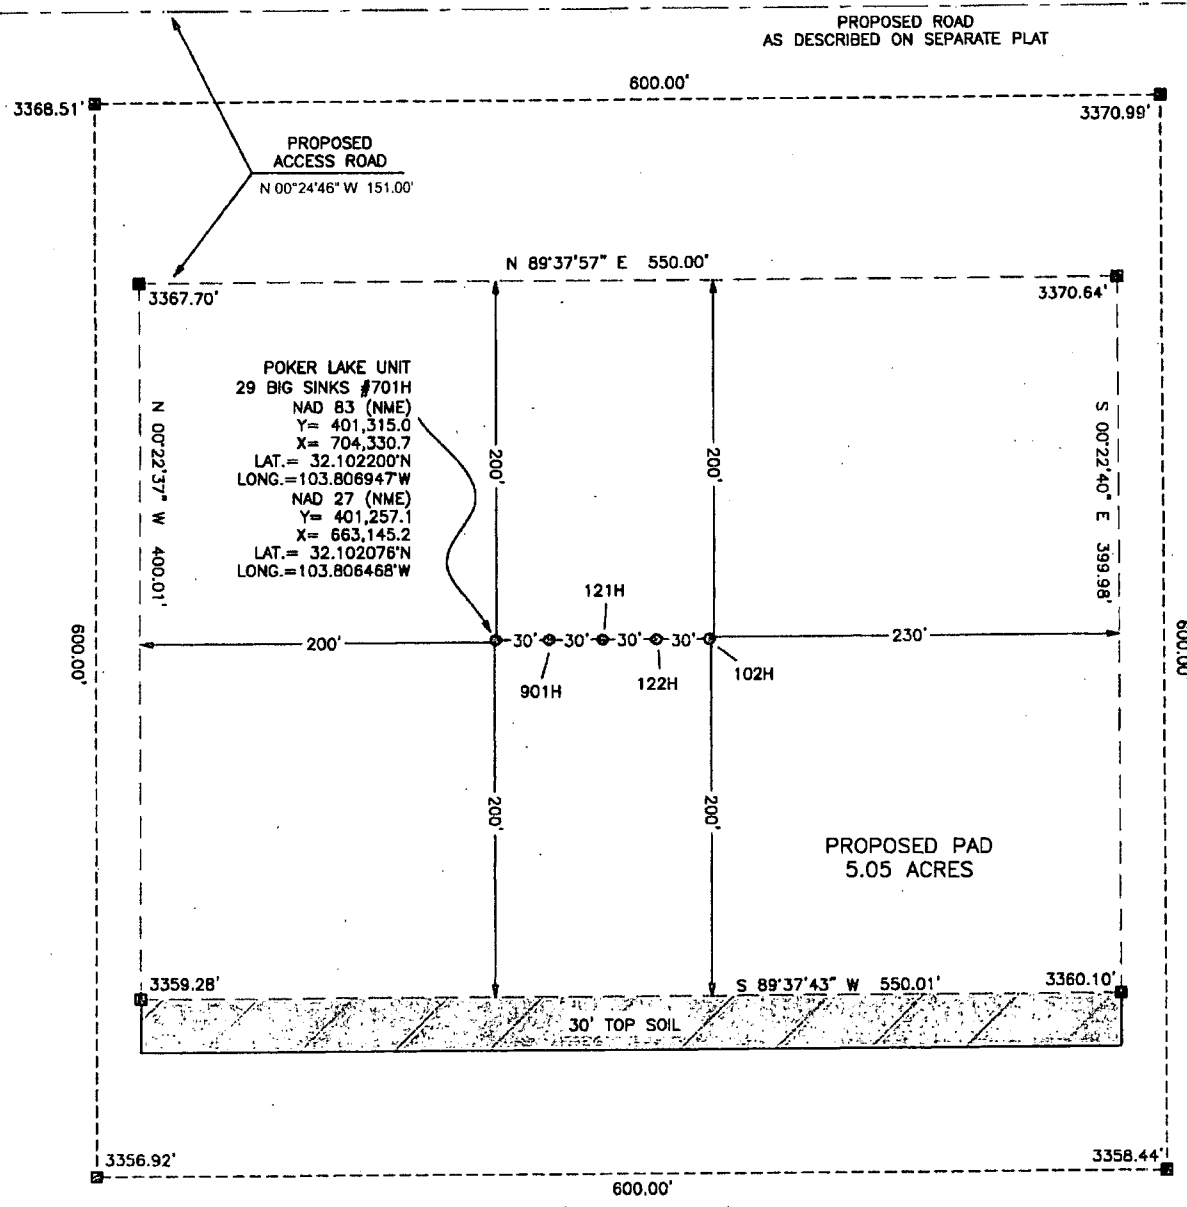 PROPOSED ROAD
AS DESCRIBED ON SEPARATE PLAT
600.00'
3368.51'
3370.99'
PROPOSED
ACCESS ROAD
N 00°24'46" W 151.00'
N 89°37'57" E 550.00'
3367.70'
3370.64'
POKER LAKE UNIT
29 BIG SINKS #701H
NAD 83 (NME)
Y= 401,315.0
X= 704,330.7
LAT.= 32.102200°N
LONG.=103.806947°W
NAD 27 (NME)
Y= 401,257.1
X= 663,145.2
LAT.= 32.102076°N
LONG.=103.806468°W
N 00°22'37" W 400.01'
S 00°22'40" E 399.98'
200'
200'
121H
600.00'
200'
30'
30'
30'
30'
230'
600.00'
901H
122H
102H
200'
200'
PROPOSED PAD
5.05 ACRES
3359.28'
S 89°37'43" W 550.01'
3360.10'
30' TOP SOIL
3356.92'
3358.44'
600.00'